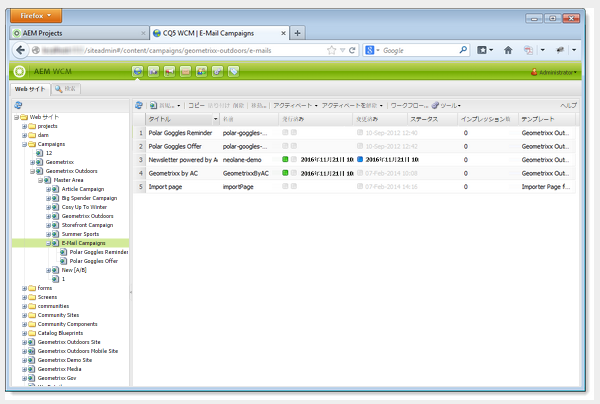 Firefox
AEM Projects
CQ5 WCM | E-Mail Campaigns
/siteadmin#/content/campaigns/geometrixx-outdoors/e-mails
Google
AEM WCM
Administrator
Web サイト
検索
コピー
削除
アクティベート
アクティベートを解除
ワークフロー...
ツール
ヘルプ
Web サイト
projects
dam
Campaigns
12
Geometrixx
Geometrixx Outdoors
Master Area
Article Campaign
Big Spender Campaign
Cosy Up To Winter
Geometrixx Outdoors
Storefront Campaign
Summer Sports
E-Mail Campaigns
Polar Goggles Reminder
Polar Goggles Offer
New [A/B]
1
forms
Screens
communities
Community Sites
Community Components
Catalog Blueprints
Geometrixx Outdoors Site
Geometrixx Outdoors Mobile Site
Geometrixx Demo Site
Geometrixx Media
Geometrixx Gov
タイトル 名前 発行済み 変更済み ステータス インプレッション数 テンプレート
1 Polar Goggles Reminder polar-goggles-... 10-Sep-2012 12:40 0 Geometrixx Out...
2 Polar Goggles Offer polar-goggles-... 10-Sep-2012 12:42 0 Geometrixx Out...
3 Newsletter powered by A neolane-demo 2016年11月21日 10: 2016年11月21日 10: 0 Geometrixx Out...
4 Geometrixx by AC GeometrixxByAC 2016年11月21日 10: 07-Feb-2014 10:08 0 Geometrixx Out...
5 Import page importPage 07-Feb-2014 14:16 0 Importer Page f...